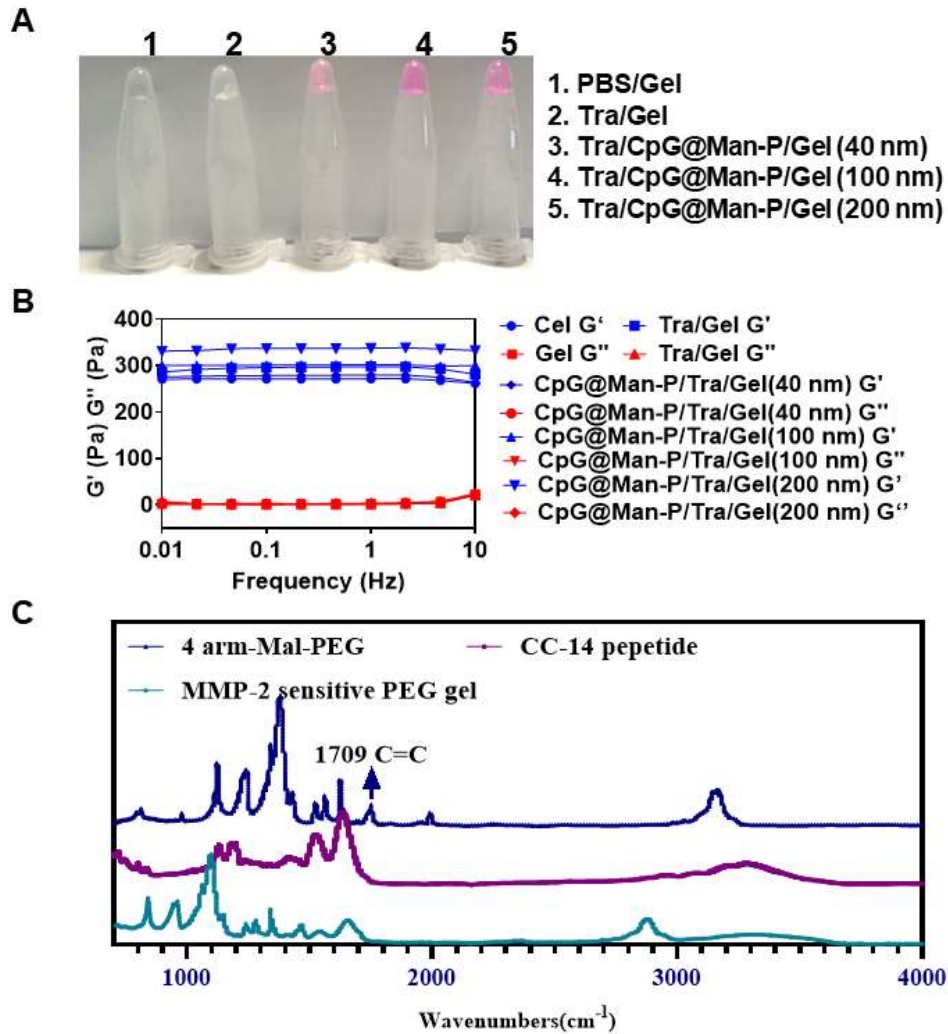 A
1 2 3 4 5
1. PBS/Gel
2. Tra/Gel
3. Tra/CpG@Man-P/Gel (40 nm)
4. Tra/CpG@Man-P/Gel (100 nm)
5. Tra/CpG@Man-P/Gel (200 nm)
B
G' (Pa) G'' (Pa)
400
300
200
100
0
0.01 0.1 1 10
Frequency (Hz)
Cel G‘ Tra/Gel G'
Gel G" Tra/Gel G"
CpG@Man-P/Tra/Gel(40 nm) G'
CpG@Man-P/Tra/Gel(40 nm) G"
CpG@Man-P/Tra/Gel(100 nm) G'
CpG@Man-P/Tra/Gel(100 nm) G"
CpG@Man-P/Tra/Gel(200 nm) G’
CpG@Man-P/Tra/Gel(200 nm) G‘’
C
4 arm-Mal-PEG CC-14 pepetide
MMP-2 sensitive PEG gel
1709 C=C
1000 2000 3000 4000
Wavenumbers(cm⁻¹)